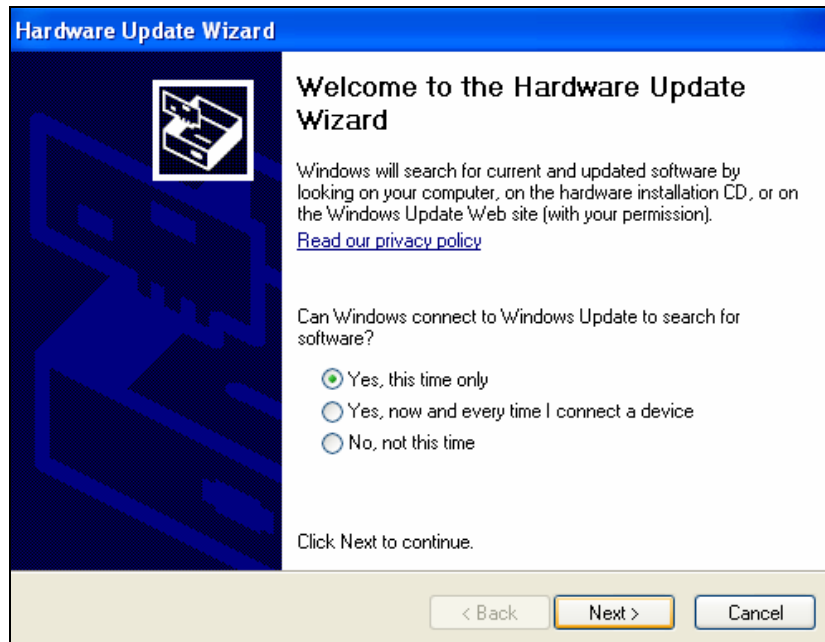 Hardware Update Wizard
Welcome to the Hardware Update
Wizard
Windows will search for current and updated software by
looking on your computer, on the hardware installation CD, or on
the Windows Update Web site (with your permission).
Read our privacy policy
Can Windows connect to Windows Update to search for
software?
Yes, this time only
Yes, now and every time I connect a device
No, not this time
Click Next to continue.
< Back
Next >
Cancel